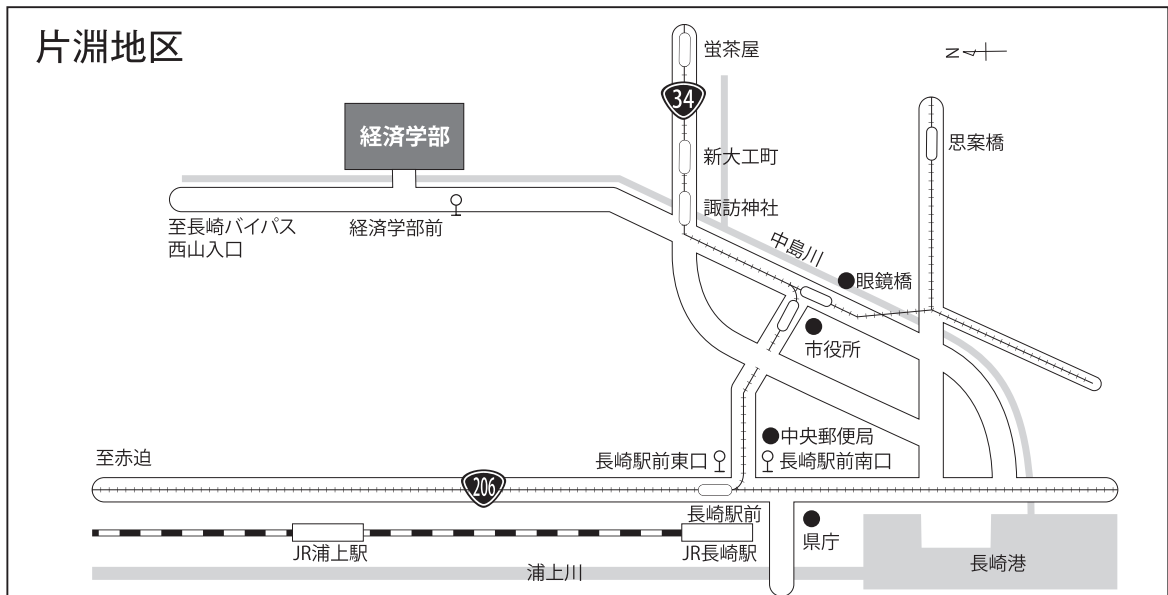 片淵地区
蛍茶屋
N
34
経済学部
思案橋
新大工町
諏訪神社
至長崎バイパス
西山入口
経済学部前
中島川
眼鏡橋
市役所
中央郵便局
至赤迫
長崎駅前東口
長崎駅前南口
206
長崎駅前
県庁
JR浦上駅
JR長崎駅
長崎港
浦上川